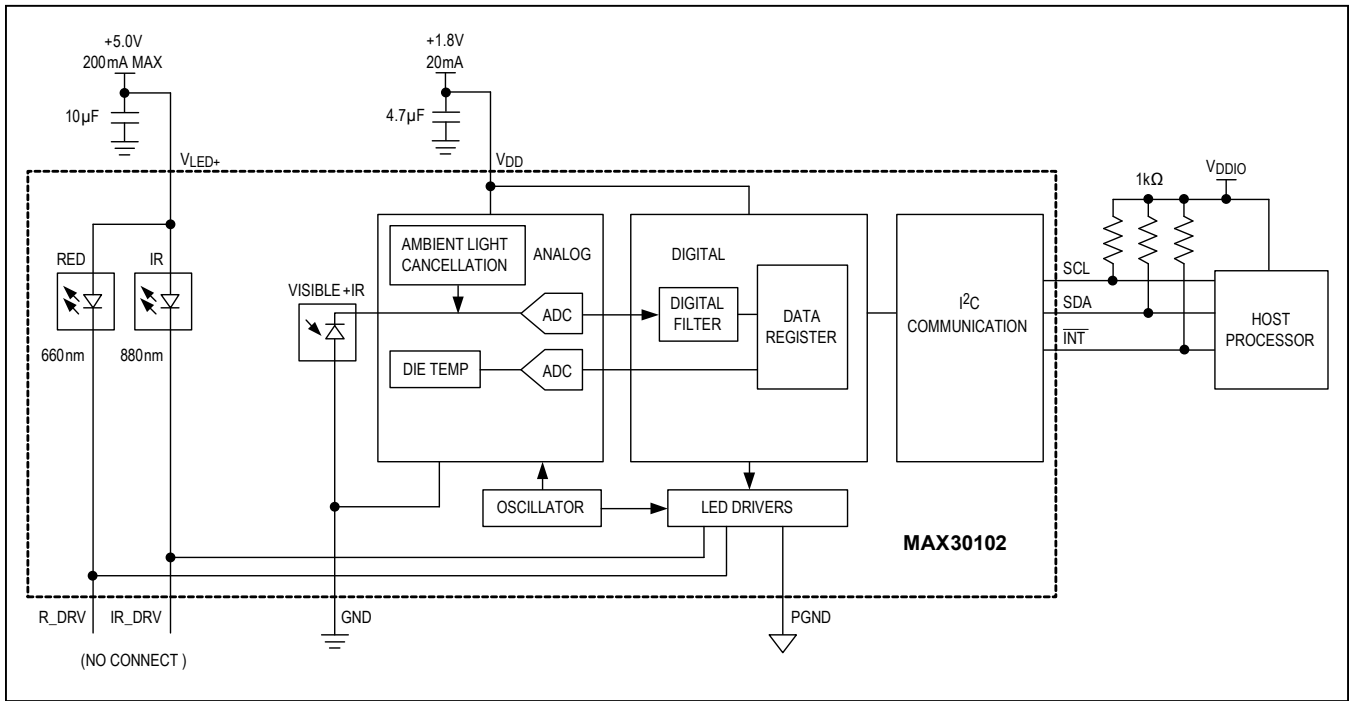 +5.0V
200mA MAX
10µF
+1.8V
20mA
4.7µF
VLED+
VDD
1kΩ
VDDIO
RED
IR
660nm
880nm
VISIBLE+IR
AMBIENT LIGHT
CANCELLATION
ANALOG
ADC
DIE TEMP
ADC
DIGITAL
DIGITAL
FILTER
DATA
REGISTER
I²C
COMMUNICATION
SCL
SDA
INT
HOST
PROCESSOR
OSCILLATOR
LED DRIVERS
MAX30102
R_DRV
IR_DRV
GND
PGND
(NO CONNECT )